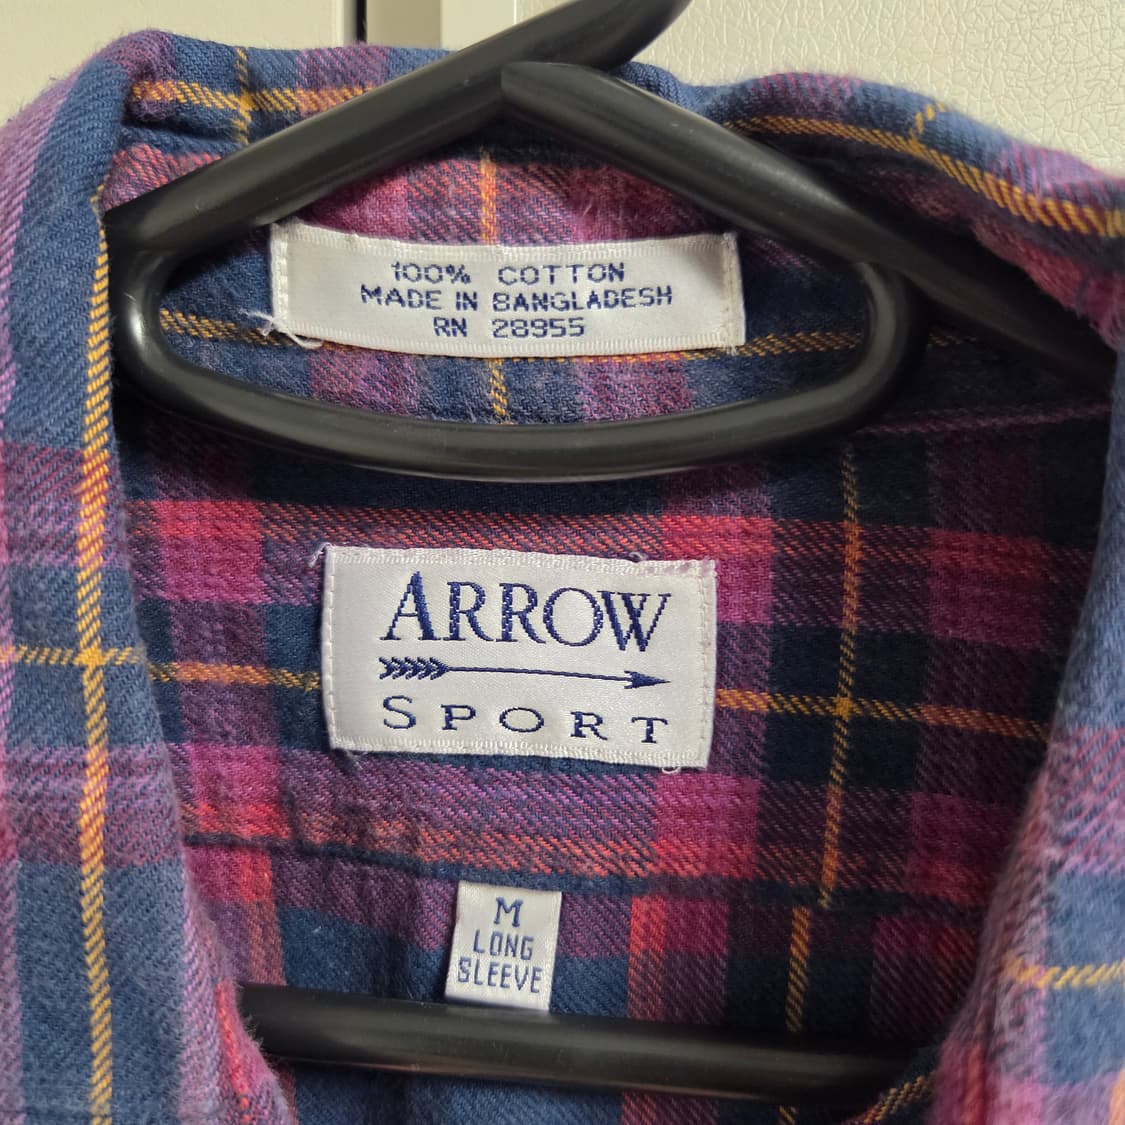 100% COTTON
MADE IN BANGLADESH
RN 28955
ARROW
SPORT
M
LONG
SLEEVE